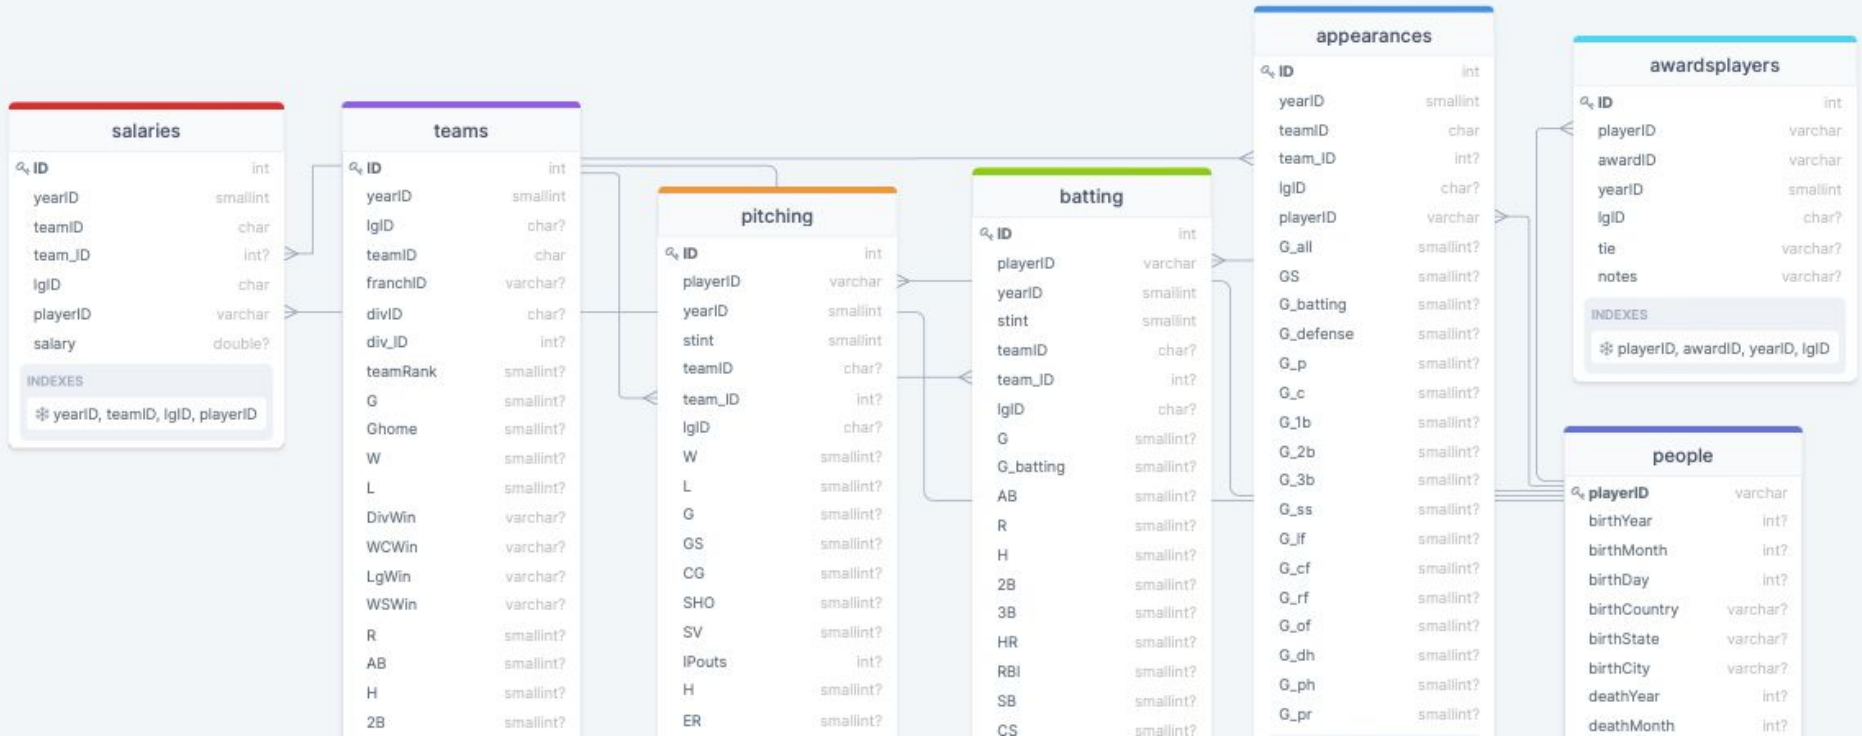 salaries
ID int
yearID smallint
teamID char
team_ID int?
lgID char
playerID varchar
salary double?
INDEXES
yearID, teamID, lgID, playerID
teams
ID int
yearID smallint
lgID char?
teamID char
franchID varchar?
divID char?
div_ID int?
teamRank smallint?
G smallint?
Ghome smallint?
W smallint?
L smallint?
DivWin varchar?
WCWin varchar?
LgWin varchar?
WSWin varchar?
R smallint?
AB smallint?
H smallint?
2B smallint?
pitching
ID int
playerID varchar
yearID smallint
stint smallint
teamID char?
team_ID int?
lgID char?
W smallint?
L smallint?
G smallint?
GS smallint?
CG smallint?
SHO smallint?
SV smallint?
IPouts int?
H smallint?
ER smallint?
batting
ID int
playerID varchar
yearID smallint
stint smallint
teamID char?
team_ID int?
lgID char?
G smallint?
G_batting smallint?
AB smallint?
R smallint?
H smallint?
2B smallint?
3B smallint?
HR smallint?
RBI smallint?
SB smallint?
CS smallint?
appearances
ID int
yearID smallint
teamID char
team_ID int?
lgID char?
playerID varchar
G_all smallint?
GS smallint?
G_batting smallint?
G_defense smallint?
G_p smallint?
G_c smallint?
G_1b smallint?
G_2b smallint?
G_3b smallint?
G_ss smallint?
G_lf smallint?
G_cf smallint?
G_rf smallint?
G_of smallint?
G_dh smallint?
G_ph smallint?
G_pr smallint?
awardsplayers
ID int
playerID varchar
awardID varchar
yearID smallint
lgID char?
tie varchar?
notes varchar?
INDEXES
playerID, awardID, yearID, lgID
people
playerID varchar
birthYear int?
birthMonth int?
birthDay int?
birthCountry varchar?
birthState varchar?
birthCity varchar?
deathYear int?
deathMonth int?